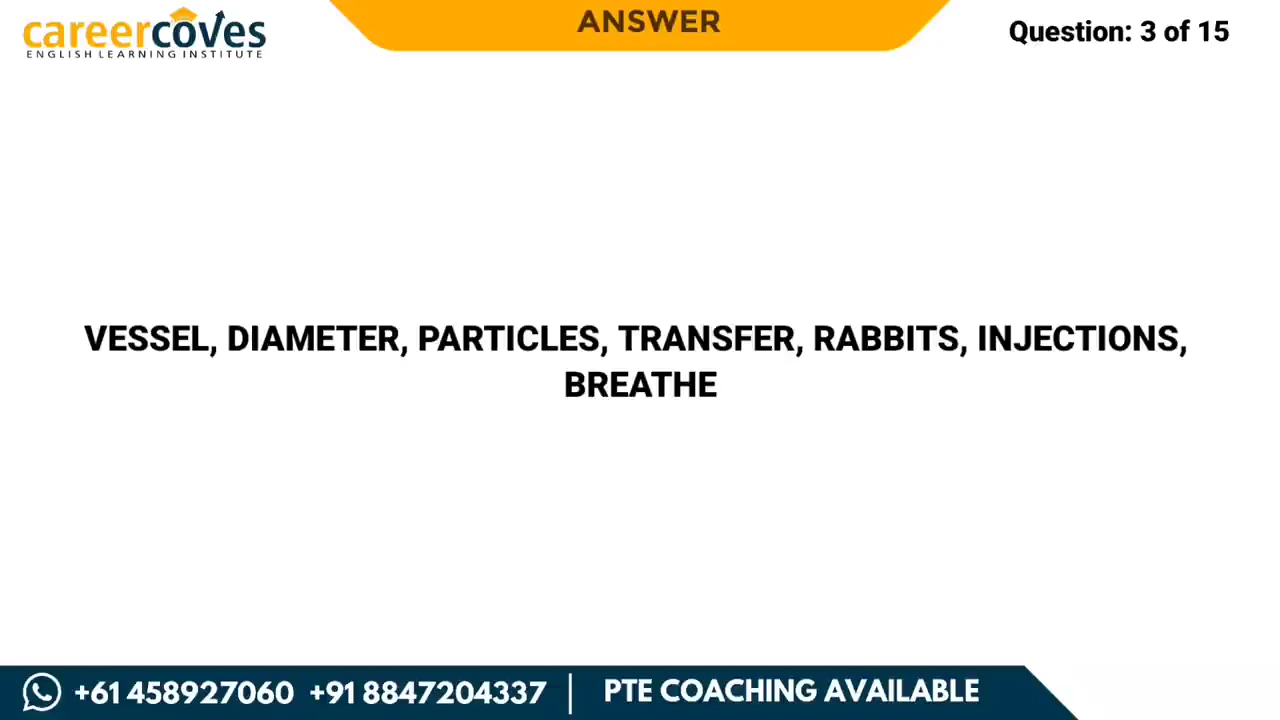 careercoves
ENGLISH LEARNING INSTITUTE
ANSWER
Question: 3 of 15
VESSEL, DIAMETER, PARTICLES, TRANSFER, RABBITS, INJECTIONS,
BREATHE
+61 458927060 +91 8847204337 | PTE COACHING AVAILABLE